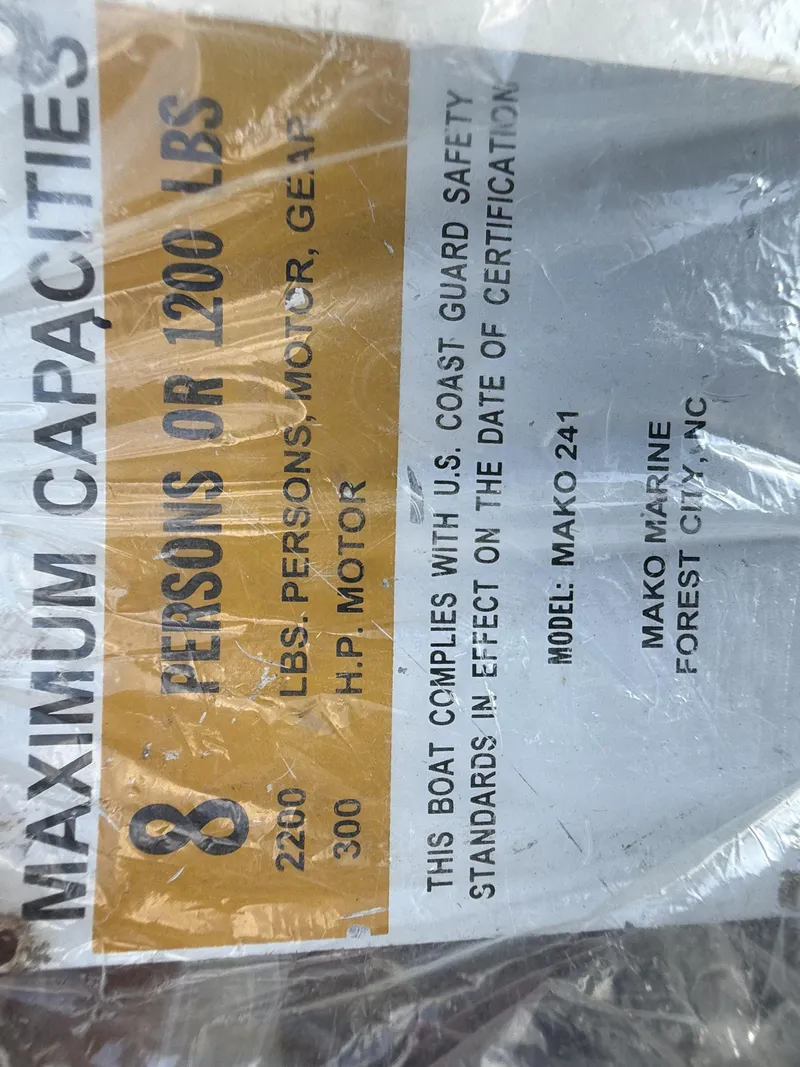 MAXIMUM CAPACITIES
8 PERSONS OR 1200 LBS
2200 LBS. PERSONS, MOTOR, GEAR
300 H.P. MOTOR
THIS BOAT COMPLIES WITH U.S. COAST GUARD SAFETY
STANDARDS IN EFFECT ON THE DATE OF CERTIFICATION
MODEL: MAKO 241
MAKO MARINE
FOREST CITY, NC